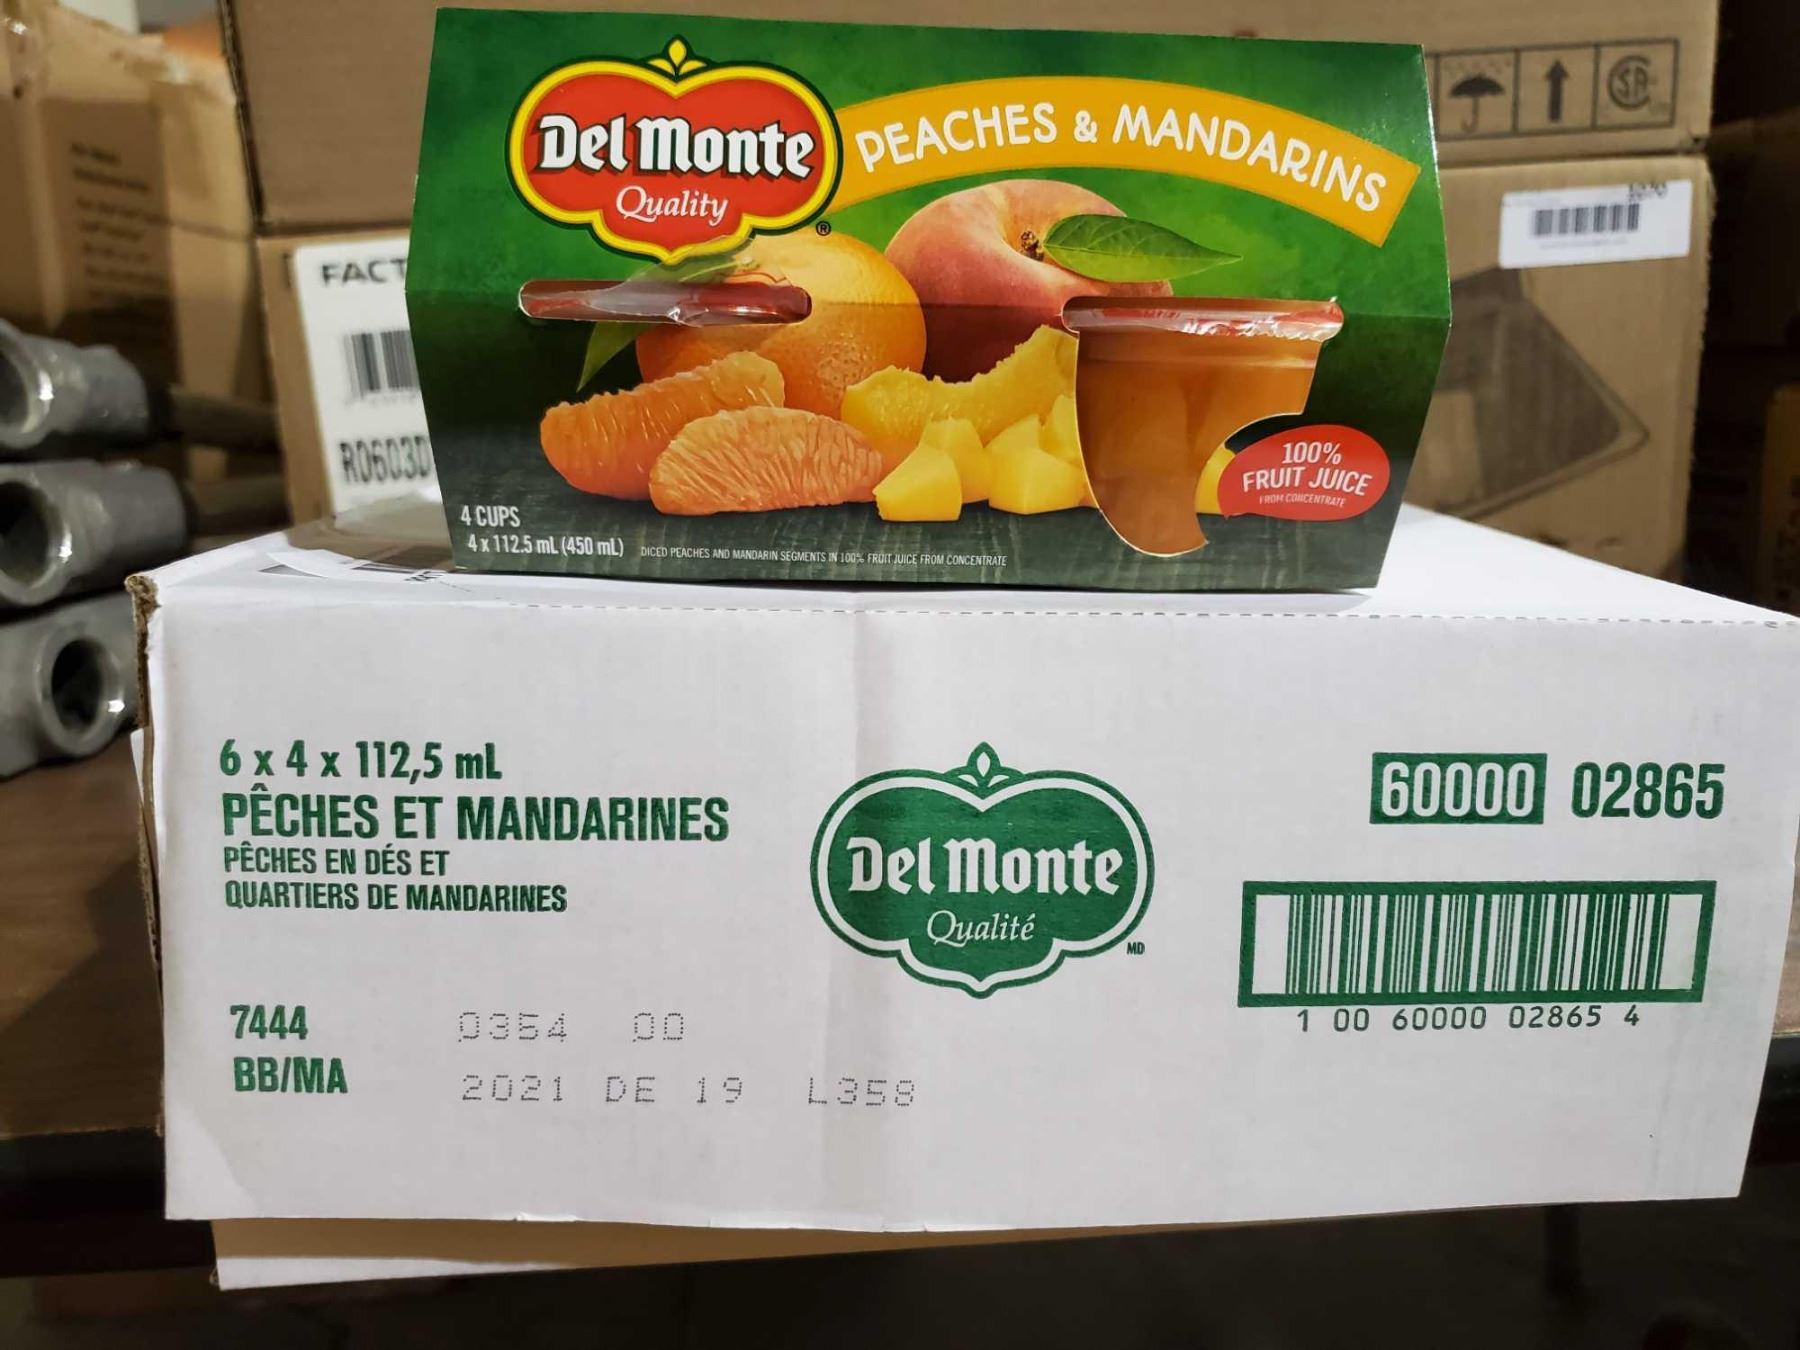 Del Monte
Quality
®
PEACHES & MANDARINS
100%
FRUIT JUICE
FROM CONCENTRATE
4 CUPS
4 x 112.5 mL (450 mL)
DICED PEACHES AND MANDARIN SEGMENTS IN 100% FRUIT JUICE FROM CONCENTRATE
FACT
R0603D
6 x 4 x 112,5 mL
PÊCHES ET MANDARINES
PÊCHES EN DÉS ET
QUARTIERS DE MANDARINES
Del Monte
Qualité
MD
60000 02865
1 00 60000 02865 4
7444 0354 00
BB/MA 2021 DE 19 L358